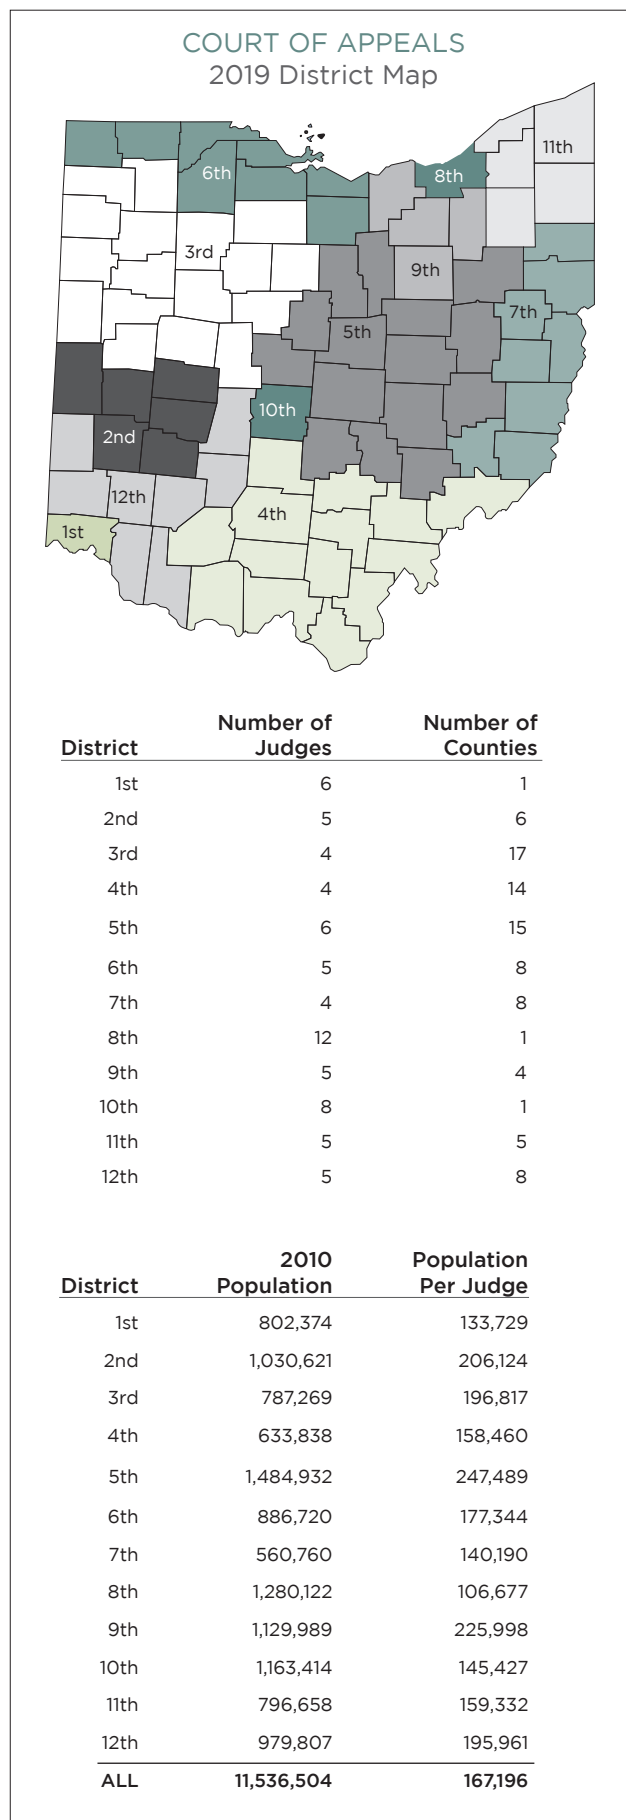 COURT OF APPEALS
2019 District Map
11th
8th
6th
3rd
9th
7th
5th
10th
2nd
12th
4th
1st
Number of Number of
District Judges Counties
1st 6 1
2nd 5 6
3rd 4 17
4th 4 14
5th 6 15
6th 5 8
7th 4 8
8th 12 1
9th 5 4
10th 8 1
11th 5 5
12th 5 8
2010 Population
District Population Per Judge
1st 802,374 133,729
2nd 1,030,621 206,124
3rd 787,269 196,817
4th 633,838 158,460
5th 1,484,932 247,489
6th 886,720 177,344
7th 560,760 140,190
8th 1,280,122 106,677
9th 1,129,989 225,998
10th 1,163,414 145,427
11th 796,658 159,332
12th 979,807 195,961
ALL 11,536,504 167,196